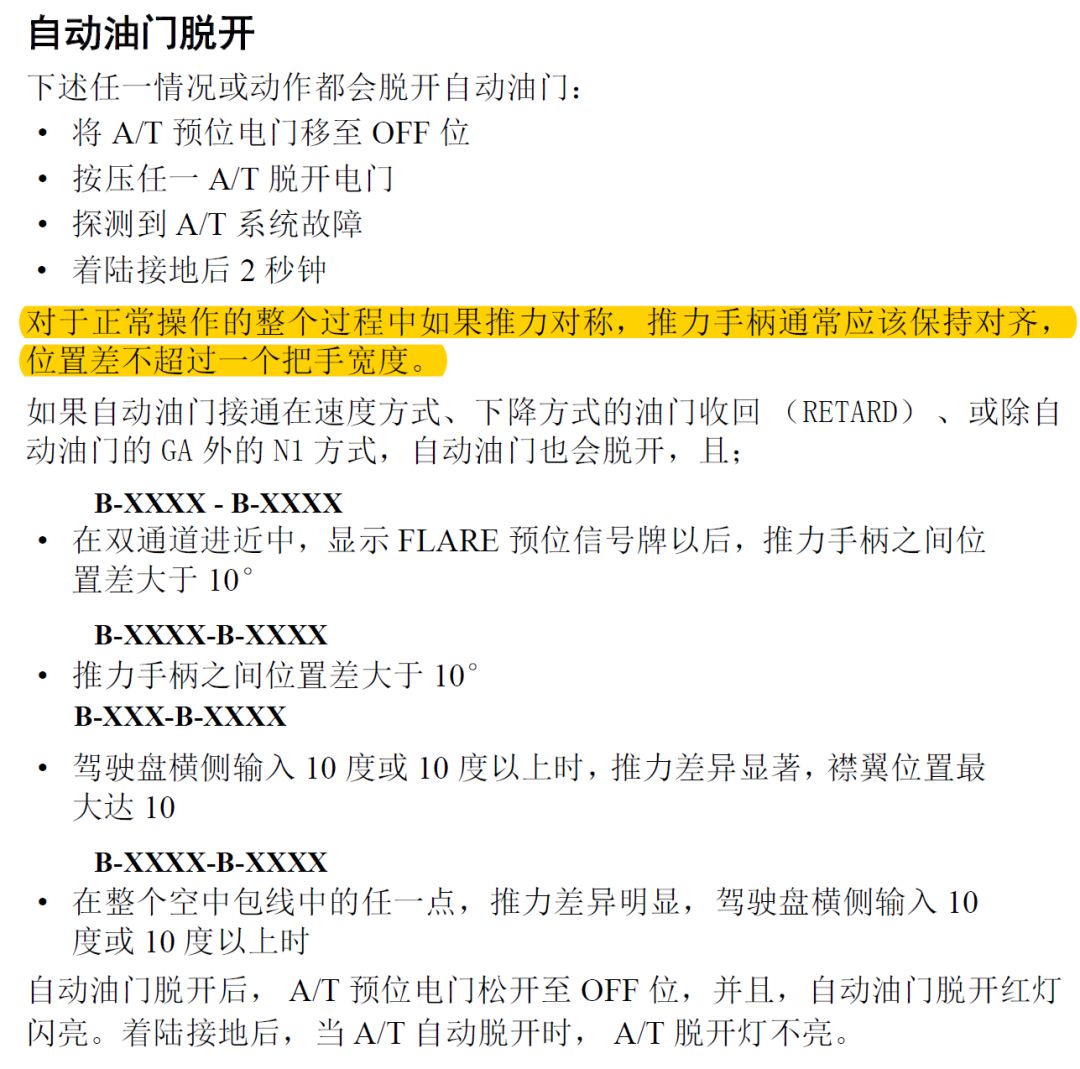 自动油门脱开
下述任一情况或动作都会脱开自动油门：
• 将 A/T 预位电门移至 OFF 位
• 按压任一 A/T 脱开电门
• 探测到 A/T 系统故障
• 着陆接地后 2 秒钟
对于正常操作的整个过程中如果推力对称，推力手柄通常应该保持对齐，
位置差不超过一个把手宽度。
如果自动油门接通在速度方式、下降方式的油门收回 （RETARD） 、或除自
动油门的 GA 外的 N1 方式，自动油门也会脱开，且；
B-XXXX - B-XXXX
• 在双通道进近中，显示 FLARE 预位信号牌以后，推力手柄之间位
置差大于 10°
B-XXXX-B-XXXX
• 推力手柄之间位置差大于 10°
B-XXX-B-XXXX
• 驾驶盘横侧输入 10 度或 10 度以上时，推力差异显著，襟翼位置最
大达 10
B-XXXX-B-XXXX
• 在整个空中包线中的任一点，推力差异明显，驾驶盘横侧输入 10
度或 10 度以上时
自动油门脱开后， A/T 预位电门松开至 OFF 位，并且，自动油门脱开红灯
闪亮。着陆接地后，当 A/T 自动脱开时， A/T 脱开灯不亮。